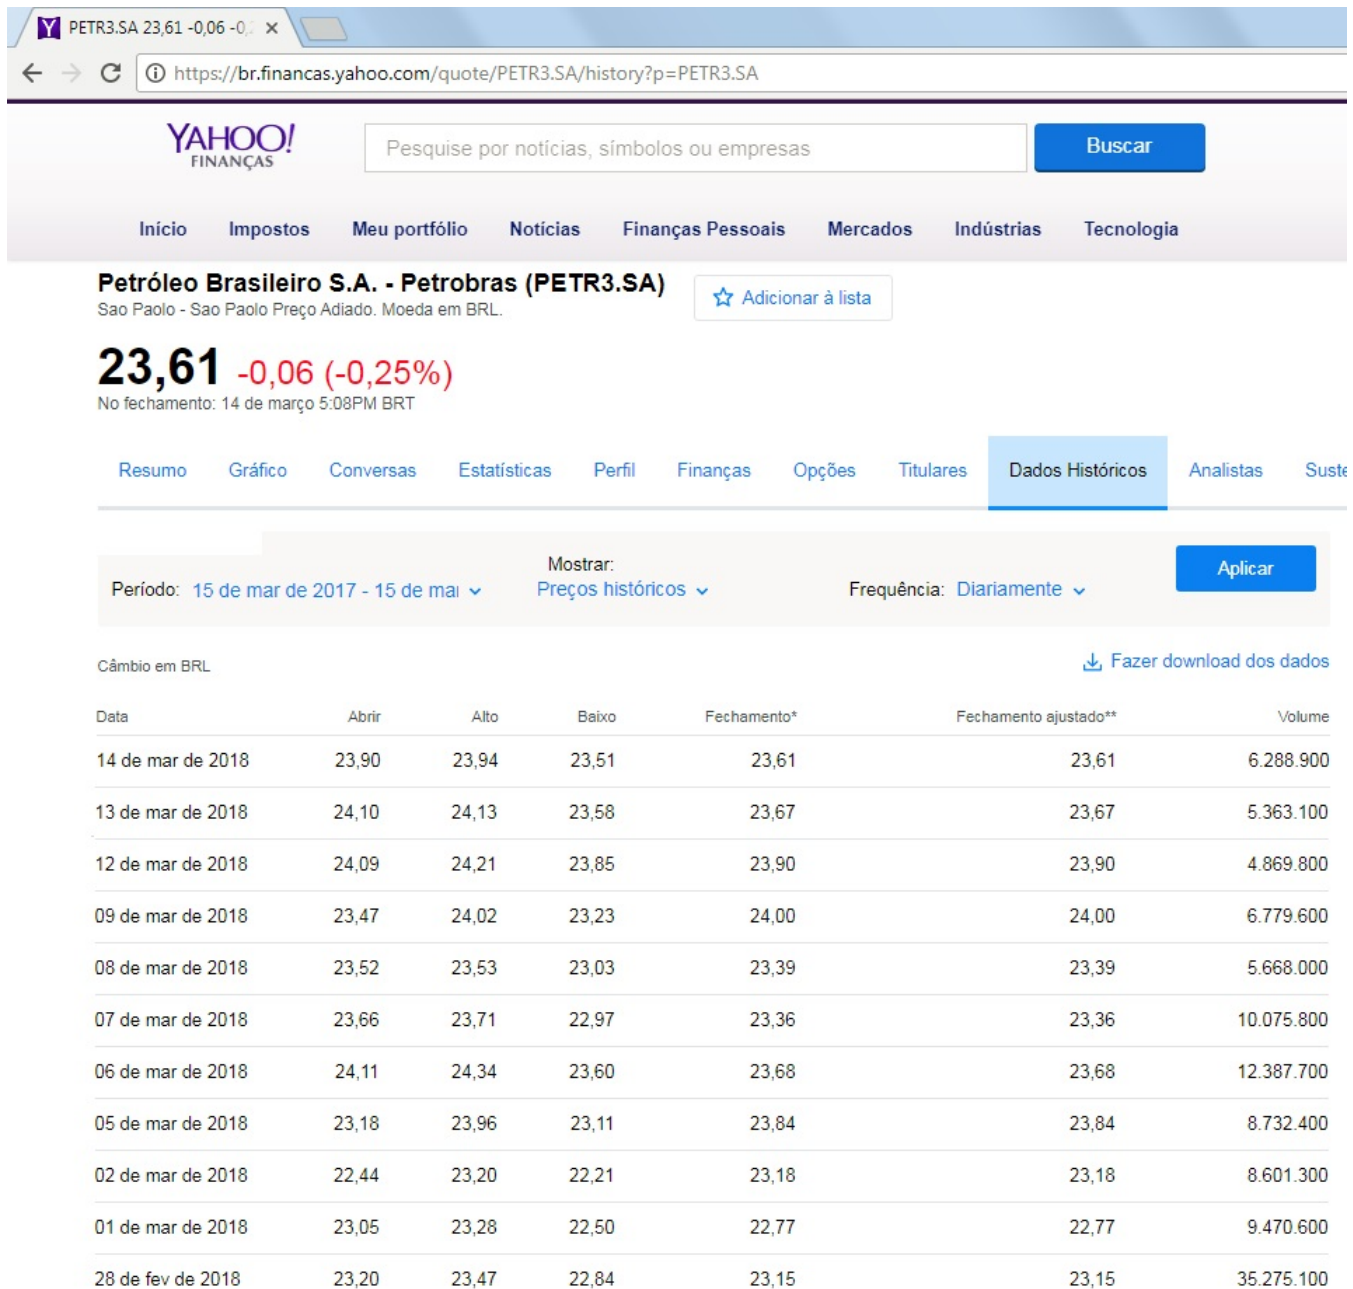 PETR3.SA 23,61 -0,06 -0,
https://br.financas.yahoo.com/quote/PETR3.SA/history?p=PETR3.SA
YAHOO!
FINANÇAS
Pesquise por notícias, símbolos ou empresas
Buscar
Início Impostos Meu portfólio Notícias Finanças Pessoais Mercados Indústrias Tecnologia
Petróleo Brasileiro S.A. - Petrobras (PETR3.SA)
Adicionar à lista
Sao Paolo - Sao Paolo Preço Adiado. Moeda em BRL.
23,61 -0,06 (-0,25%)
No fechamento: 14 de março 5:08PM BRT
Resumo Gráfico Conversas Estatísticas Perfil Finanças Opções Titulares Dados Históricos Analistas Suste
Período: 15 de mar de 2017 - 15 de mar
Mostrar:
Preços históricos
Frequência: Diariamente
Aplicar
Câmbio em BRL
Fazer download dos dados
Data Abrir Alto Baixo Fechamento* Fechamento ajustado** Volume
14 de mar de 2018 23,90 23,94 23,51 23,61 23,61 6.288.900
13 de mar de 2018 24,10 24,13 23,58 23,67 23,67 5.363.100
12 de mar de 2018 24,09 24,21 23,85 23,90 23,90 4.869.800
09 de mar de 2018 23,47 24,02 23,23 24,00 24,00 6.779.600
08 de mar de 2018 23,52 23,53 23,03 23,39 23,39 5.668.000
07 de mar de 2018 23,66 23,71 22,97 23,36 23,36 10.075.800
06 de mar de 2018 24,11 24,34 23,60 23,68 23,68 12.387.700
05 de mar de 2018 23,18 23,96 23,11 23,84 23,84 8.732.400
02 de mar de 2018 22,44 23,20 22,21 23,18 23,18 8.601.300
01 de mar de 2018 23,05 23,28 22,50 22,77 22,77 9.470.600
28 de fev de 2018 23,20 23,47 22,84 23,15 23,15 35.275.100